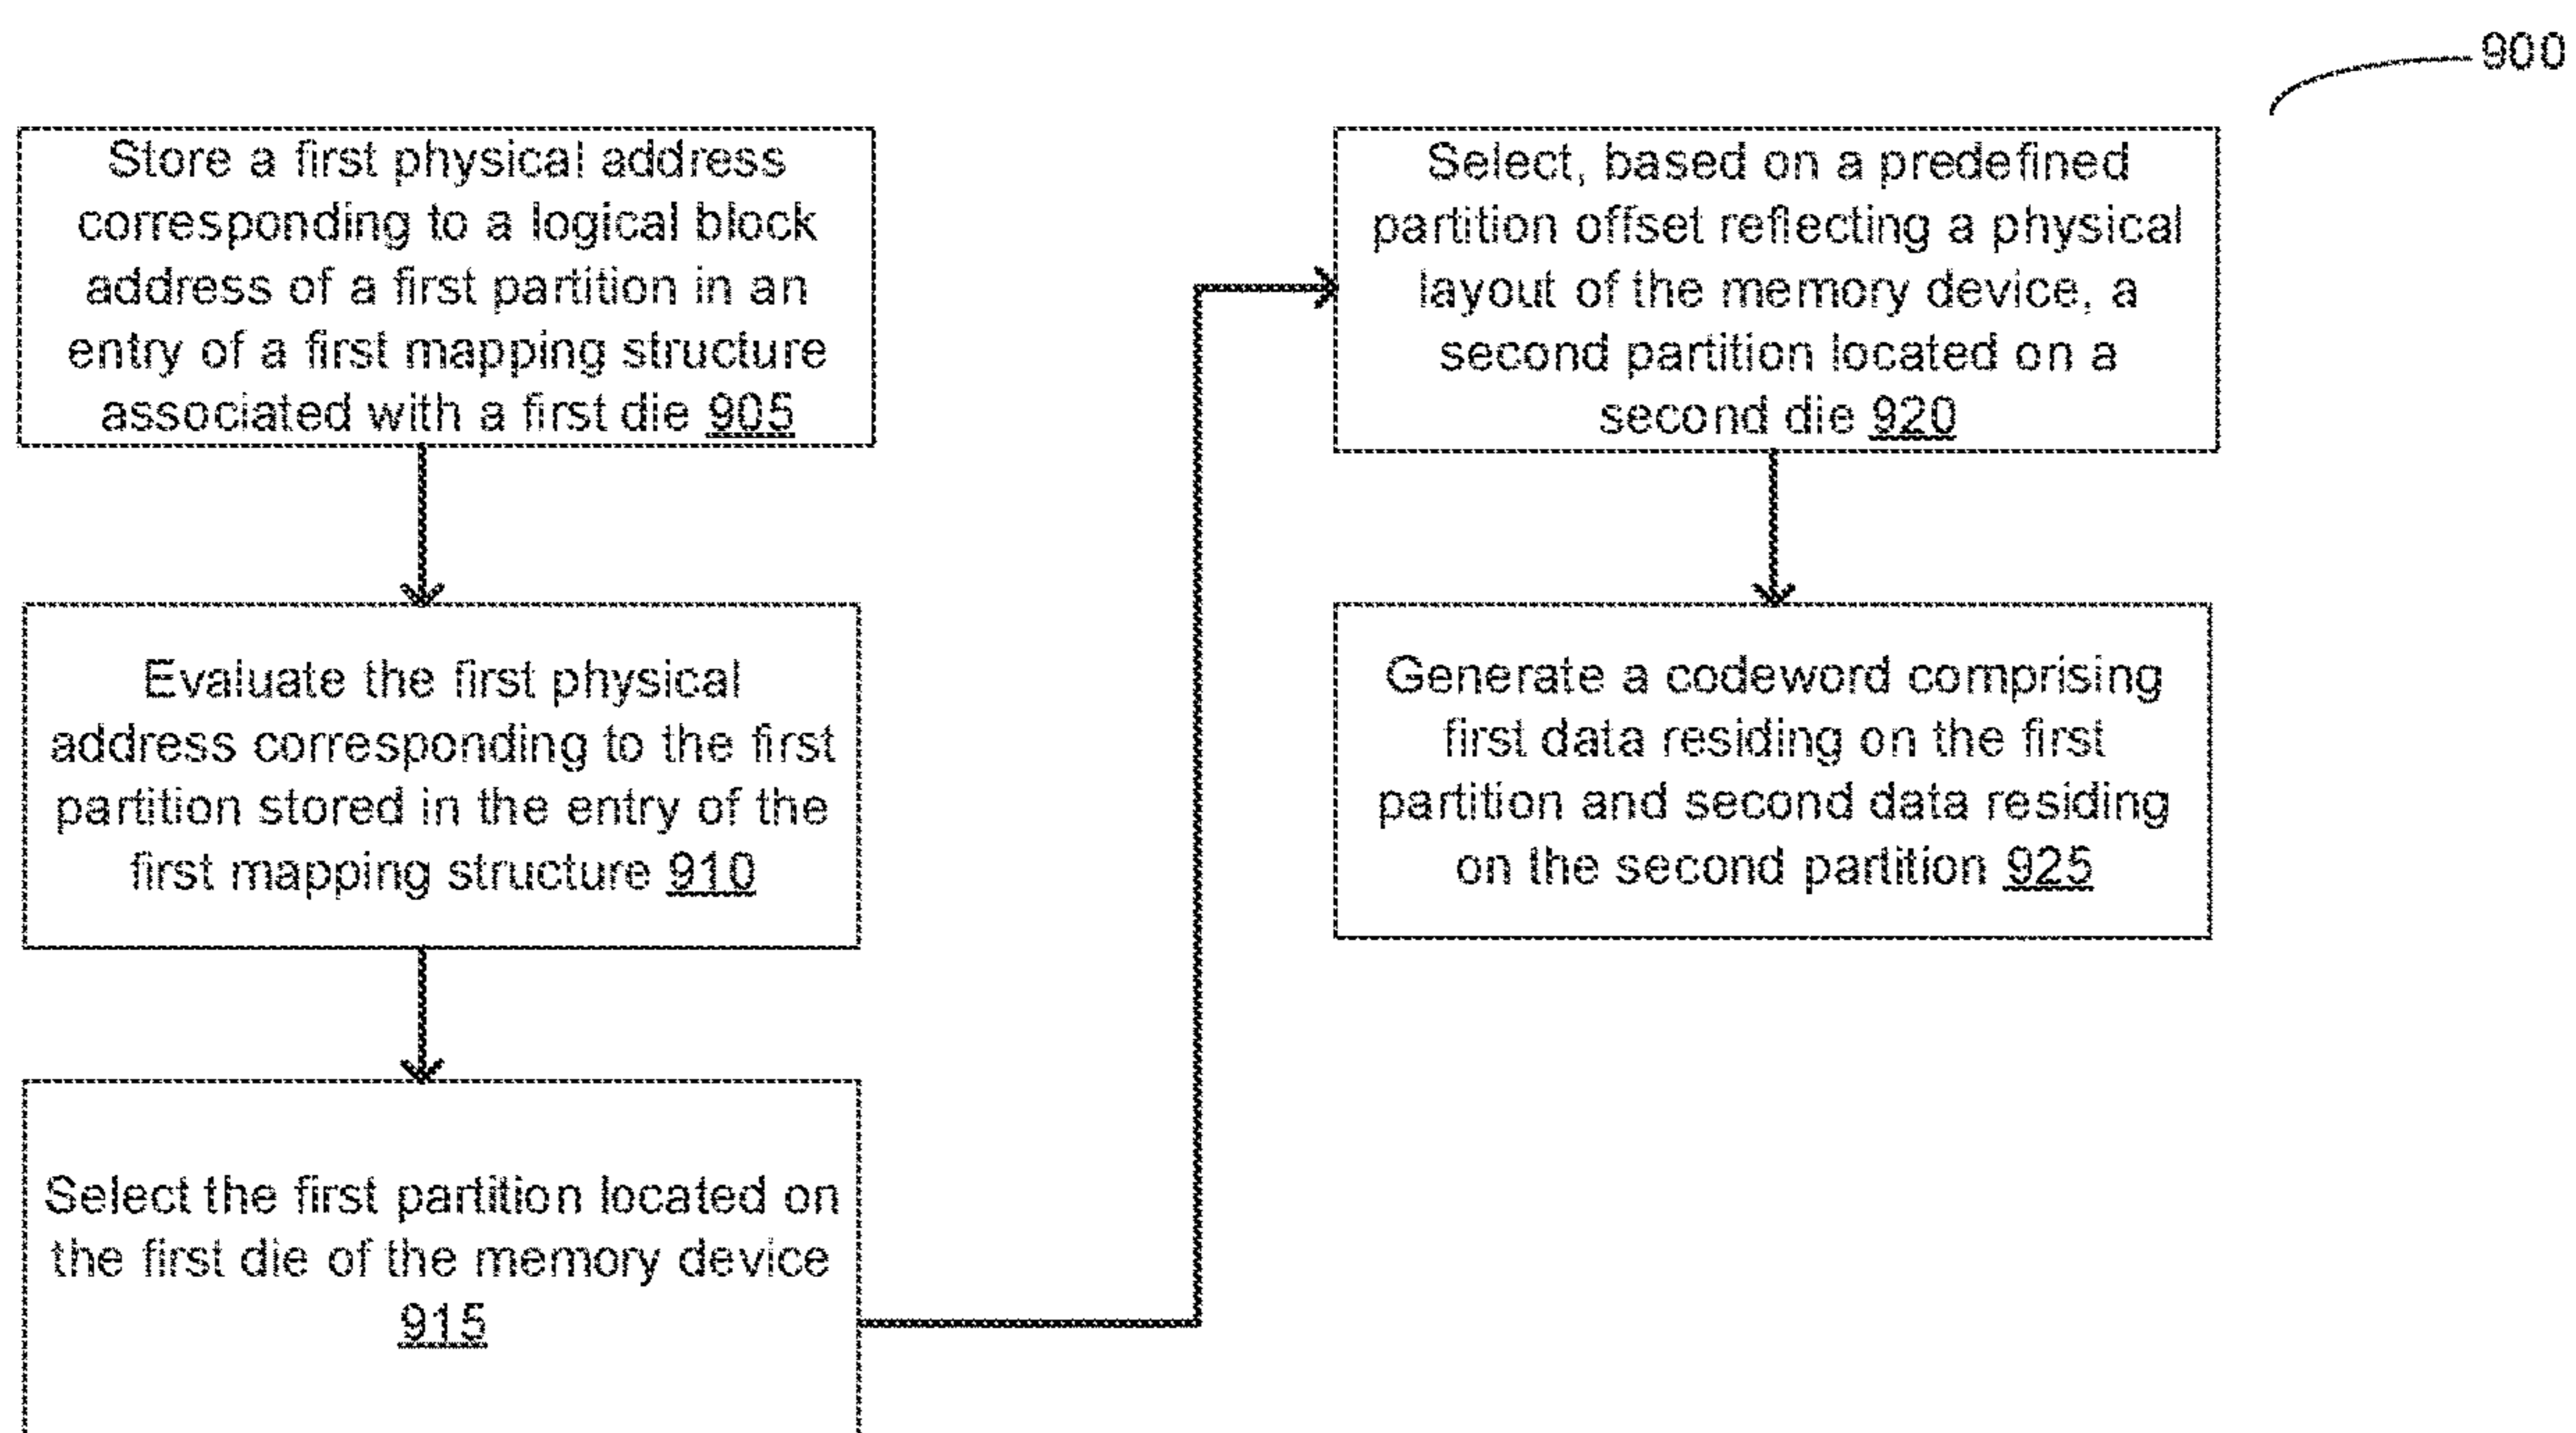 900
Store a first physical address
corresponding to a logical block
address of a first partition in an
entry of a first mapping structure
associated with a first die 905
Evaluate the first physical
address corresponding to the first
partition stored in the entry of the
first mapping structure 910
Select the first partition located on
the first die of the memory device
915
Select, based on a predefined
partition offset reflecting a physical
layout of the memory device, a
second partition located on a
second die 920
Generate a codeword comprising
first data residing on the first
partition and second data residing
on the second partition 925